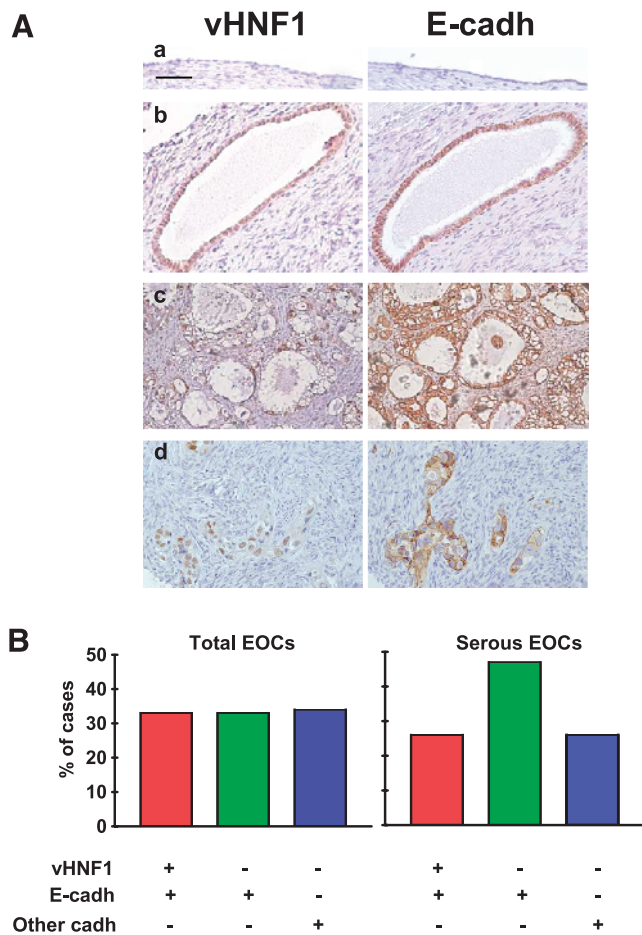 A
vHNF1 E-cadh
a
b
c
d
B
Total EOCs Serous EOCs
% of cases
50
40
30
20
10
0
vHNF1 + - - + - -
E-cadh + + - + + -
Other cadh - - + - - +